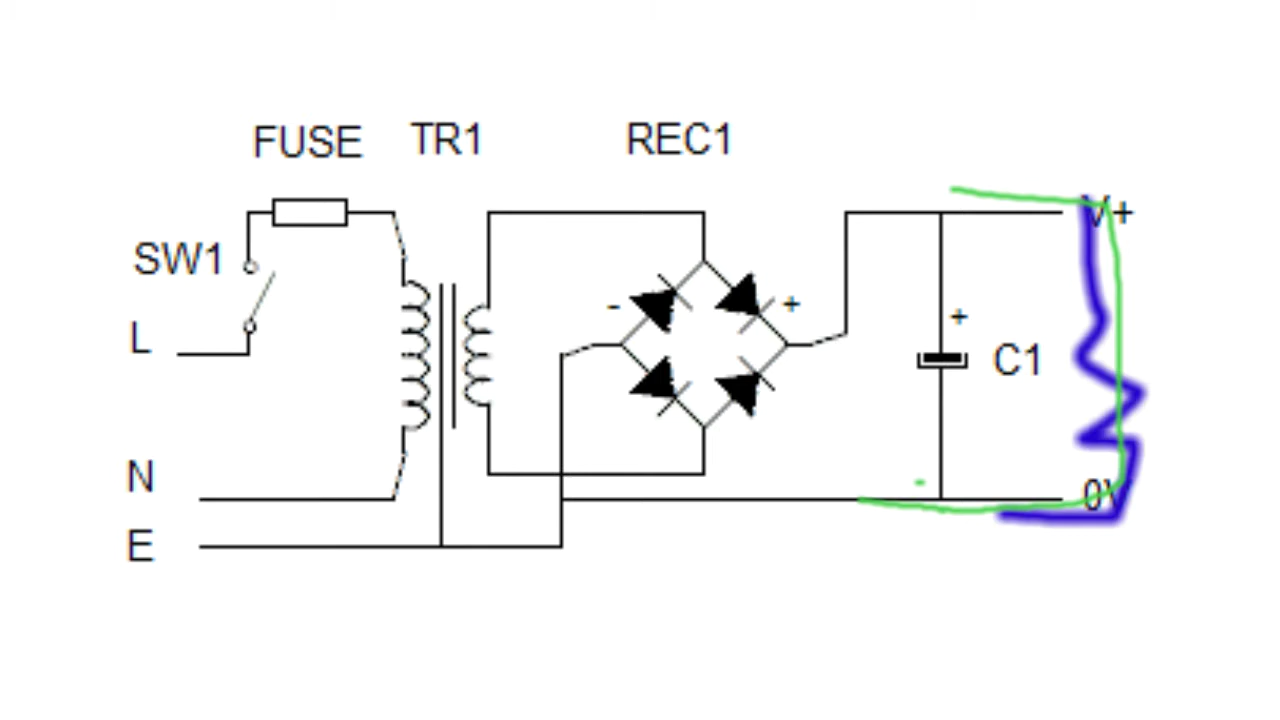 FUSE TR1 REC1
V+
SW1
- +
+
L
C1
N
-
0V
E